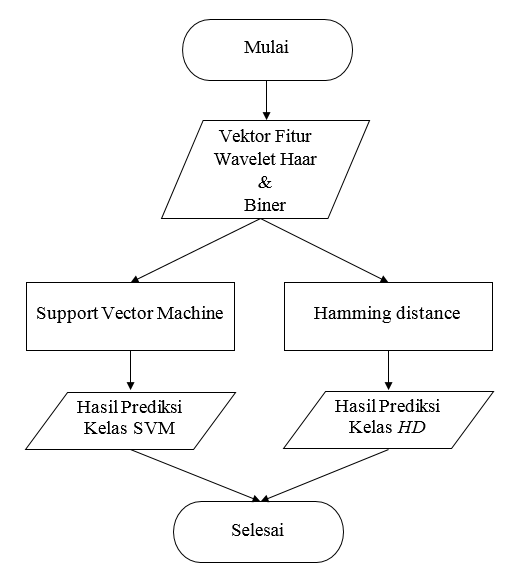 Mulai
Vektor Fitur
Wavelet Haar
&
Biner
Support Vector Machine
Hamming distance
Hasil Prediksi
Kelas SVM
Hasil Prediksi
Kelas HD
Selesai